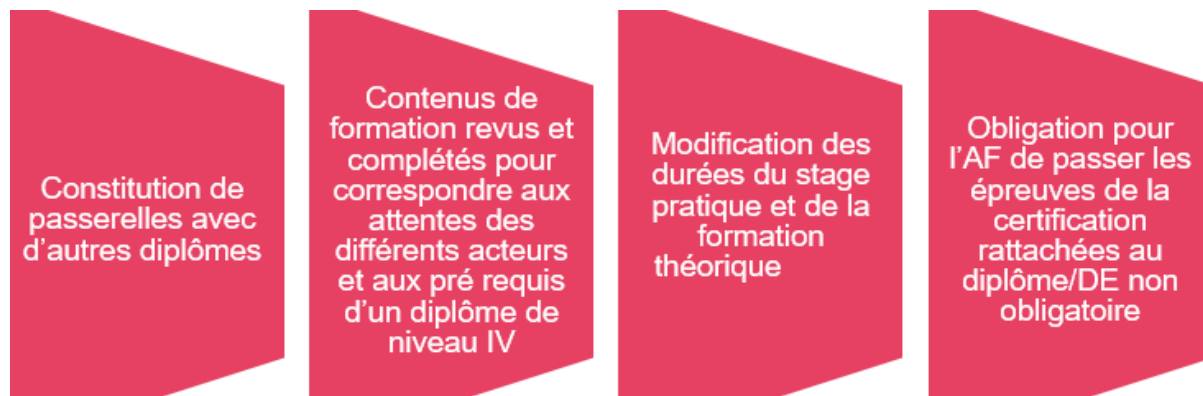 Constitution de
passerelles avec
d’autres diplômes
Contenus de
formation revus et
complétés pour
correspondre aux
attentes des
différents acteurs
et aux pré requis
d’un diplôme de
niveau IV
Modification des
durées du stage
pratique et de la
formation
théorique
Obligation pour
l’AF de passer les
épreuves de la
certification
rattachées au
diplôme/DE non
obligatoire